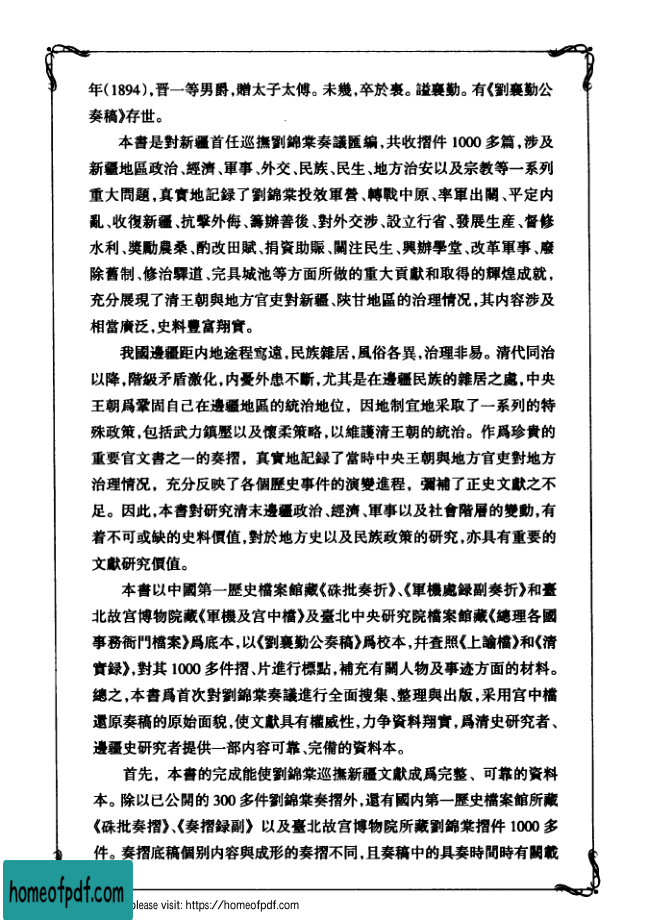 年(1894),晋一等男爵,贈太子太傅。未幾,卒於喪。謚襄勤。有《劉襄勤公
奏稿》存世。
本書是對新疆首任巡撫劉錦棠奏議匯編,共收摺件 1000 多篇,涉及
新疆地區政治、經濟、軍事、外交、民族、民生、地方治安以及宗教等一系列
重大問題,真實地記録了劉錦棠投效軍營、轉戰中原、率軍出關、平定内
亂、收復新疆、抗擊外侮、籌辦善後、對外交涉、設立行省、發展生産、督修
水利、奬勵農桑、酌改田賦、捐資助賑、關注民生、興辦學堂、改革軍事、廢
除舊制、修治驛道、完具城池等方面所做的重大貢獻和取得的輝煌成就,
充分展現了清王朝與地方官吏對新疆、陝甘地區的治理情況,其内容涉及
相當廣泛,史料豐富翔實。
我國邊疆距内地途程寫遠,民族雜居,風俗各異,治理非易。清代同治
以降,階級矛盾激化,内憂外患不斷,尤其是在邊疆民族的雜居之處,中央
王朝爲鞏固自己在邊疆地區的統治地位,因地制宜地采取了一系列的特
殊政策,包括武力鎮壓以及懷柔策略,以維護清王朝的統治。作爲珍貴的
重要官文書之一的奏摺,真實地記録了當時中央王朝與地方官吏對地方
治理情況,充分反映了各個歷史事件的演變進程,彌補了正史文獻之不
足。因此,本書對研究清末邊疆政治、經濟、軍事以及社會階層的變動,有
着不可或缺的史料價值,對於地方史以及民族政策的研究,亦具有重要的
文獻研究價值。
本書以中國第一歷史檔案館藏《硃批奏折》、《軍機處録副奏折》和臺
北故宫博物院藏《軍機及宫中檔》及臺北中央研究院檔案館藏《總理各國
事務衙門檔案》爲底本,以《劉襄勤公奏稿》爲校本,并查照《上諭檔》和《清
實録》,對其 1000 多件摺、片進行標點,補充有關人物及事迹方面的材料。
總之,本書爲首次對劉錦棠奏議進行全面搜集、整理與出版,采用宫中檔
還原奏稿的原始面貌,使文獻具有權威性,力争資料翔實,爲清史研究者、
邊疆史研究者提供一部内容可靠、完備的資料本。
首先,本書的完成能使劉錦棠巡撫新疆文獻成爲完整、可靠的資料
本。除以已公開的 300 多件劉錦棠奏摺外,還有國内第一歷史檔案館所藏
《硃批奏摺》、《奏摺録副》以及臺北故宫博物院所藏劉錦棠摺件 1000 多
件。奏摺底稿個别内容與成形的奏摺不同,且奏稿中的具奏時間時有闕載
homeofpdf.com
please visit: https://homeofpdf.com